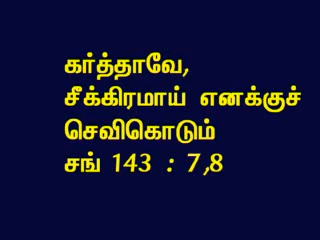 கர்த்தாவே,
சீக்கிரமாய் எனக்குச்
செவிகொடும்
சங் 143 : 7,8